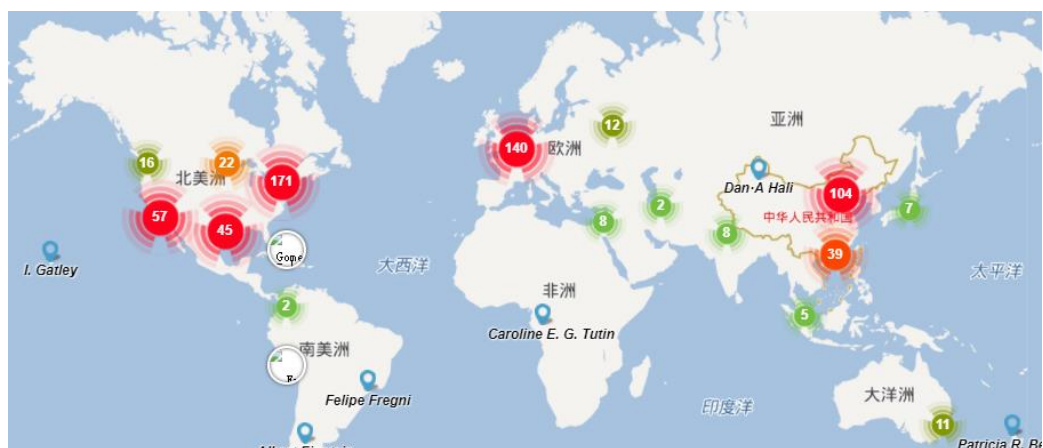 亚洲
12
140
欧洲
16
22
171
北美洲
Dan·A Hali
104
中华人民共和国
57
45
2
8
8
7
39
I. Gatley
大西洋
太平洋
2
非洲
5
Caroline E. G. Tutin
南美洲
Felipe Fregni
印度洋
大洋洲
11
Patricia R. Be